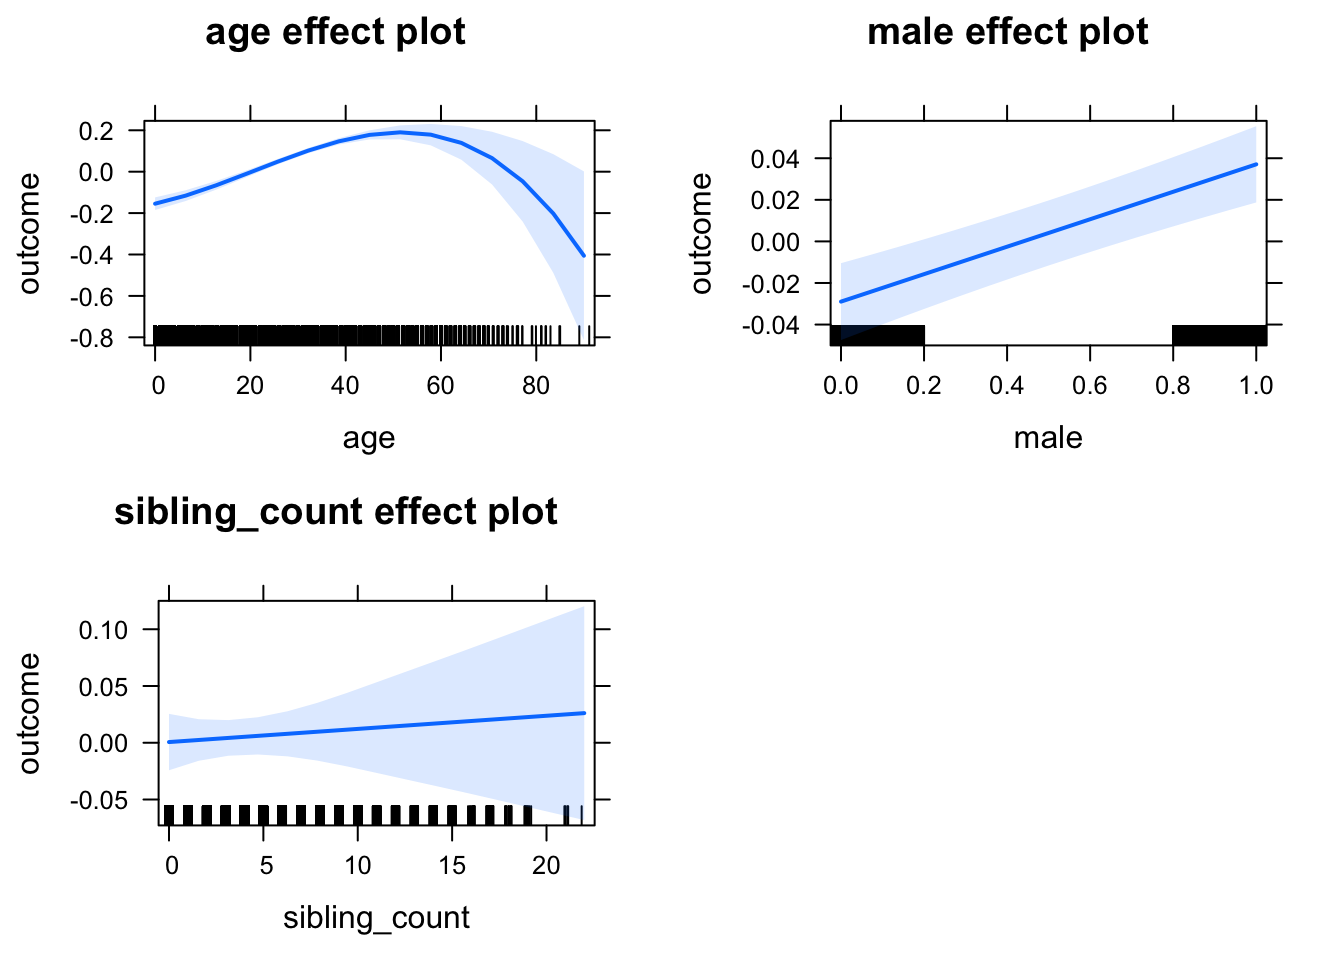 age effect plot
outcome
0.2
0.0
-0.2
-0.4
-0.6
-0.8
0 20 40 60 80
age
male effect plot
outcome
0.04
0.02
0.00
-0.02
-0.04
0.0 0.2 0.4 0.6 0.8 1.0
male
sibling_count effect plot
outcome
0.10
0.05
0.00
-0.05
0 5 10 15 20
sibling_count